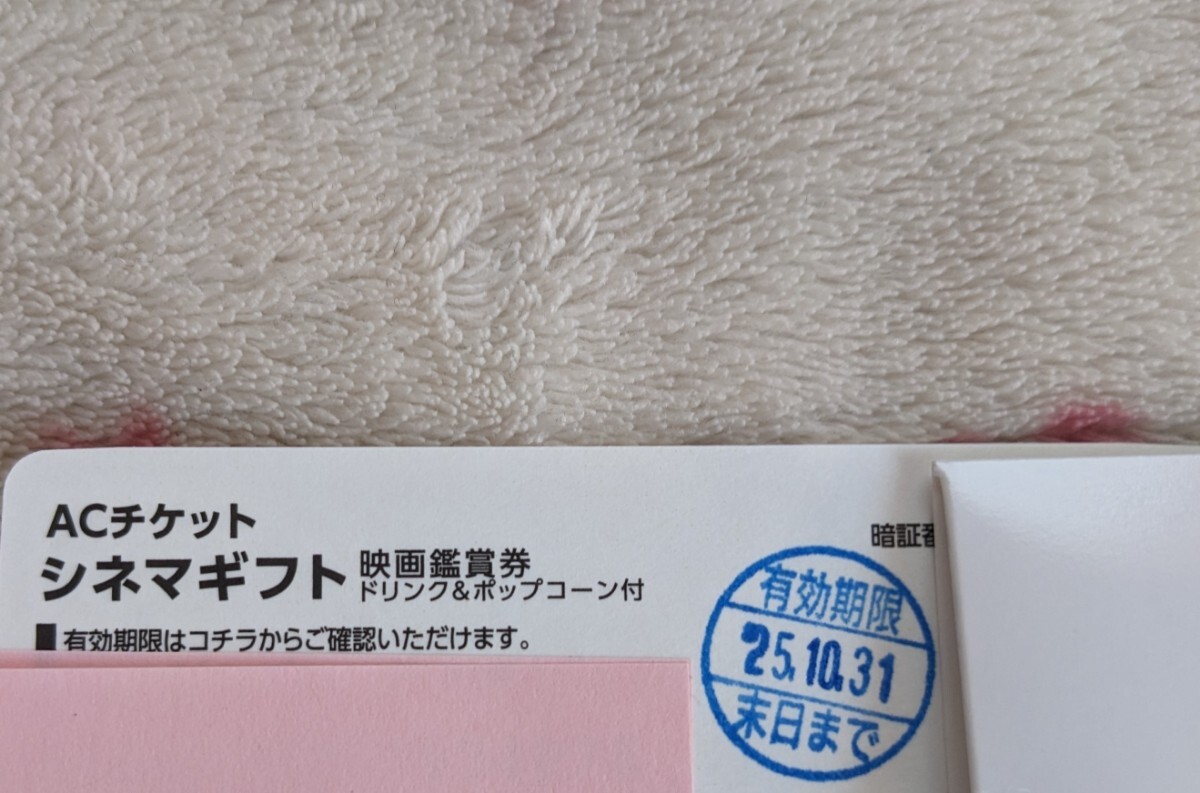 ACチケット
シネマギフト 映画鑑賞券
ドリンク&ポップコーン付
■有効期限はコチラからご確認いただけます。
暗証番
有効期限
25.10.31
末日まで